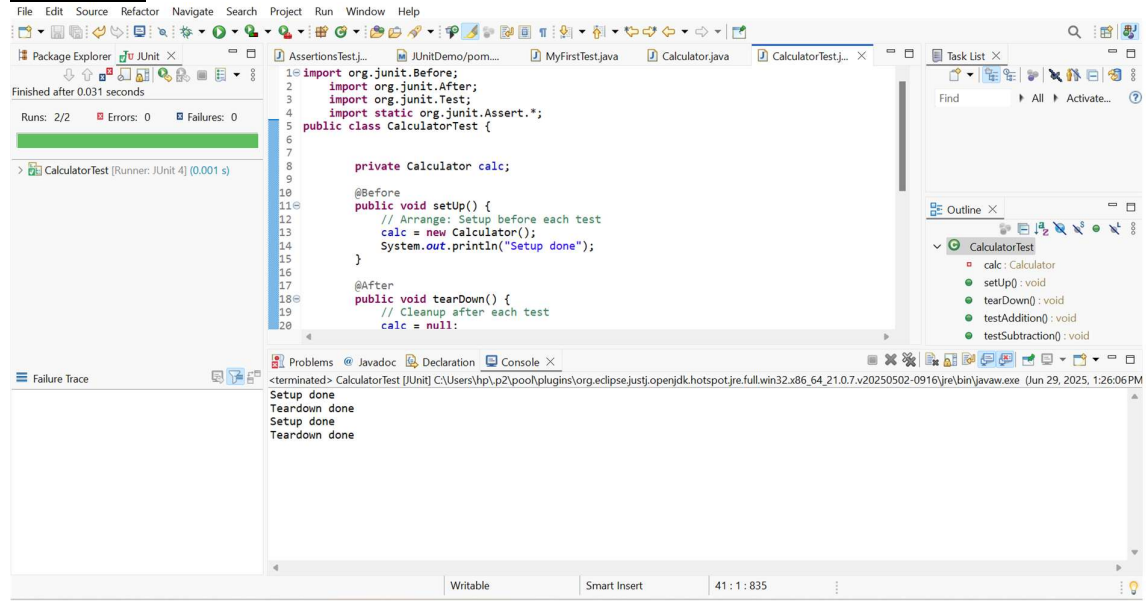 File Edit Source Refactor Navigate Search Project Run Window Help
Package Explorer JUnit
Finished after 0.031 seconds
Runs: 2/2 Errors: 0 Failures: 0
CalculatorTest [Runner: JUnit 4] (0.001 s)
Failure Trace
AssertionsTest.j... JUnitDemo/pom.... MyFirstTest.java Calculator.java CalculatorTest.j...
1 import org.junit.Before;
2 import org.junit.After;
3 import org.junit.Test;
4 import static org.junit.Assert.*;
5 public class CalculatorTest {
6
7
8 private Calculator calc;
9
10 @Before
11 public void setUp() {
12 // Arrange: Setup before each test
13 calc = new Calculator();
14 System.out.println("Setup done");
15 }
16
17 @After
18 public void tearDown() {
19 // Cleanup after each test
20 calc = null;
Task List
Find All Activate...
Outline
CalculatorTest
calc : Calculator
setUp() : void
tearDown() : void
testAddition() : void
testSubtraction() : void
Problems Javadoc Declaration Console
<terminated> CalculatorTest [JUnit] C:\Users\hp\.p2\pool\plugins\org.eclipse.justj.openjdk.hotspot.jre.full.win32.x86_64_21.0.7.v20250502-0916\jre\bin\javaw.exe (Jun 29, 2025, 1:26:06 PM
Setup done
Teardown done
Setup done
Teardown done
Writable Smart Insert 41 : 1 : 835